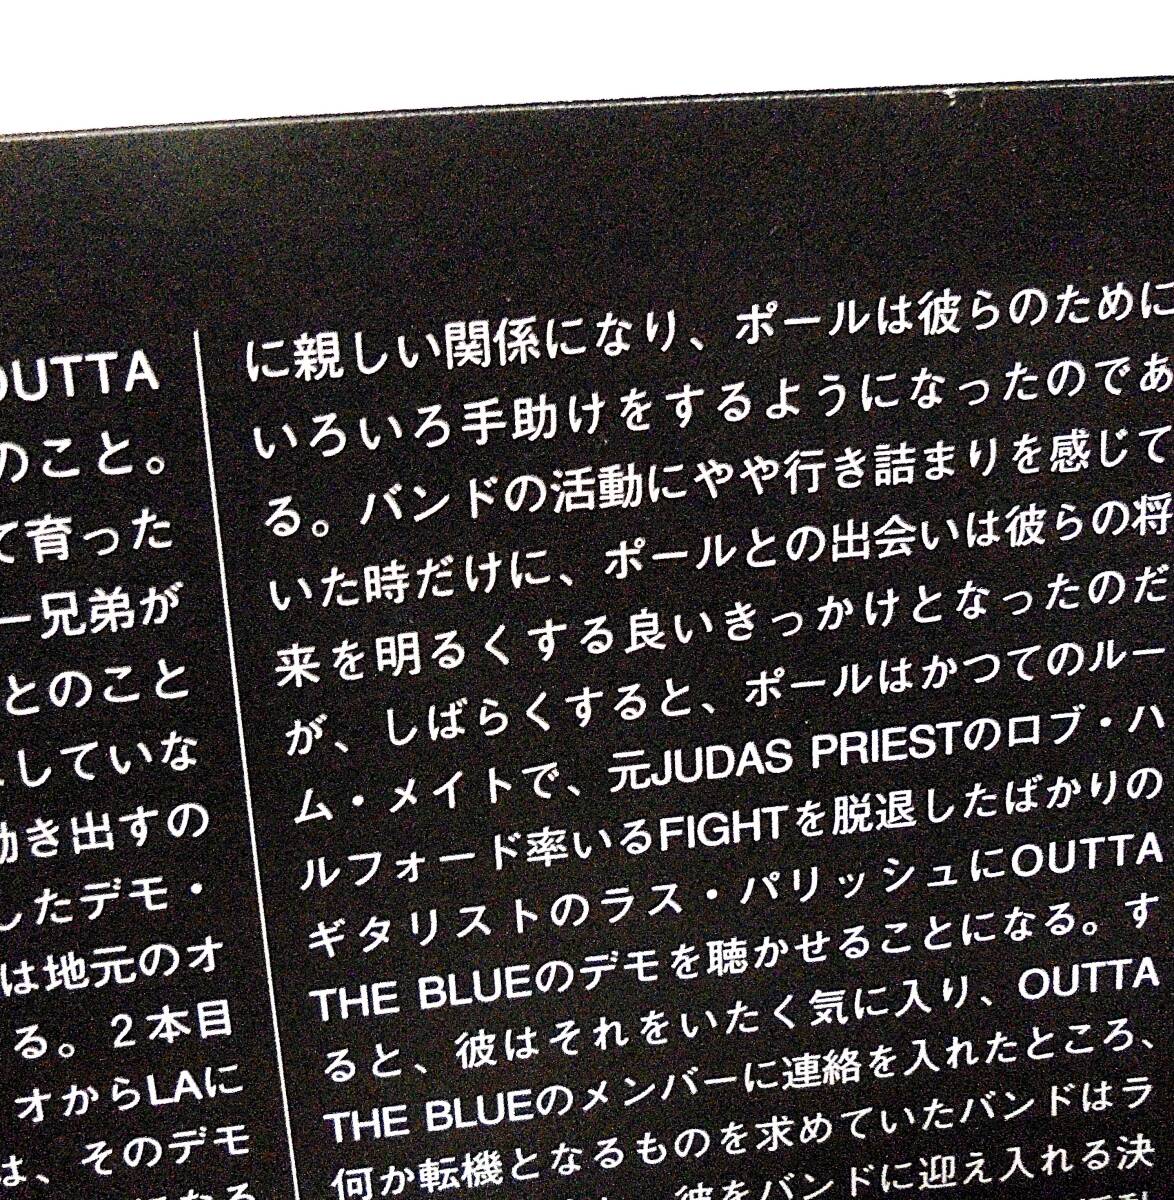 OUTTA
のこと。
て育った
ー兄弟が
とのこと
していな
動き出すの
したデモ・
は地元のオ
る。2本目
オからLAに
は、そのデモ
に親しい関係になり、ポールは彼らのために
いろいろ手助けをするようになったのであ
る。バンドの活動にやや行き詰まりを感じて
いた時だけに、ポールとの出会いは彼らの将
来を明るくする良いきっかけとなったのだ
が、しばらくすると、ポールはかつてのルー
ム・メイトで、元JUDAS PRIESTのロブ・ハ
ルフォード率いるFIGHTを脱退したばかりの
ギタリストのラス・パリッシュにOUTTA
THE BLUEのデモを聴かせることになる。す
ると、彼はそれをいたく気に入り、OUTTA
THE BLUEのメンバーに連絡を入れたところ、
何か転機となるものを求めていたバンドはラ
彼をバンドに迎え入れる決